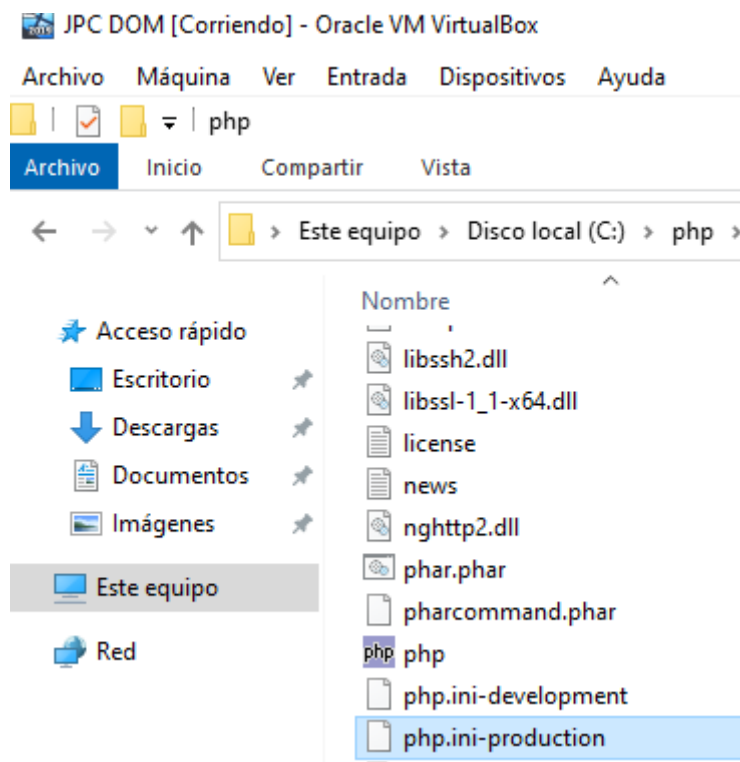 JPC DOM [Corriendo] - Oracle VM VirtualBox
Archivo Máquina Ver Entrada Dispositivos Ayuda
php
Archivo Inicio Compartir Vista
Este equipo > Disco local (C:) > php >
Nombre
Acceso rápido
Escritorio
Descargas
Documentos
Imágenes
Este equipo
Red
libssh2.dll
libssl-1_1-x64.dll
license
news
nghttp2.dll
phar.phar
pharcommand.phar
php php
php.ini-development
php.ini-production